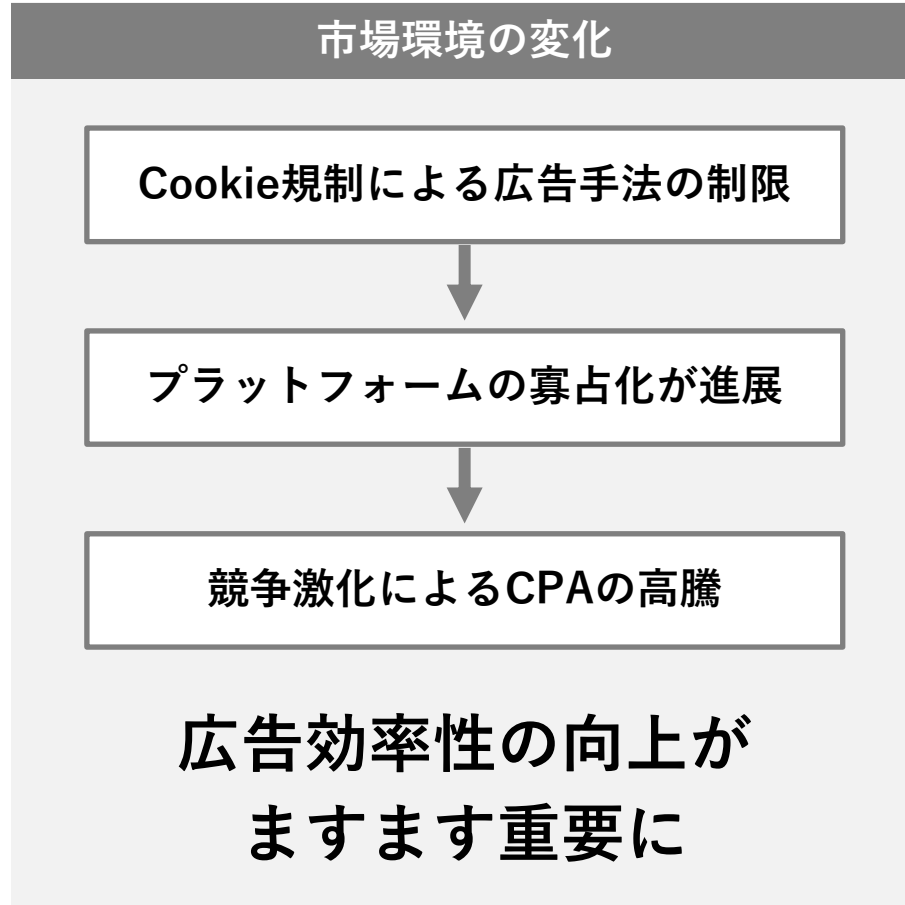 市場環境の変化
Cookie規制による広告手法の制限
プラットフォームの寡占化が進展
競争激化によるCPAの高騰
広告効率性の向上が
ますます重要に